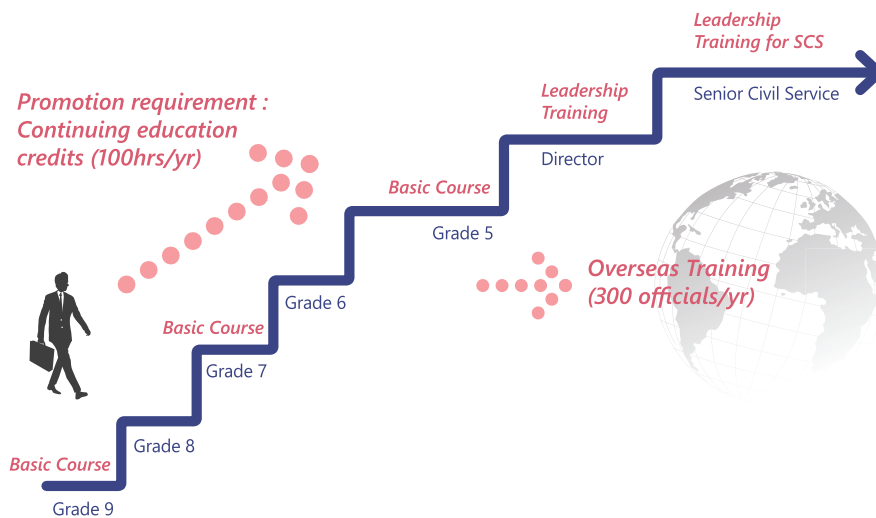 Leadership
Training for SCS
Senior Civil Service
Leadership
Training
Director
Promotion requirement :
Continuing education
credits (100hrs/yr)
Basic Course
Grade 5
Overseas Training
(300 officials/yr)
Grade 6
Basic Course
Grade 7
Grade 8
Basic Course
Grade 9